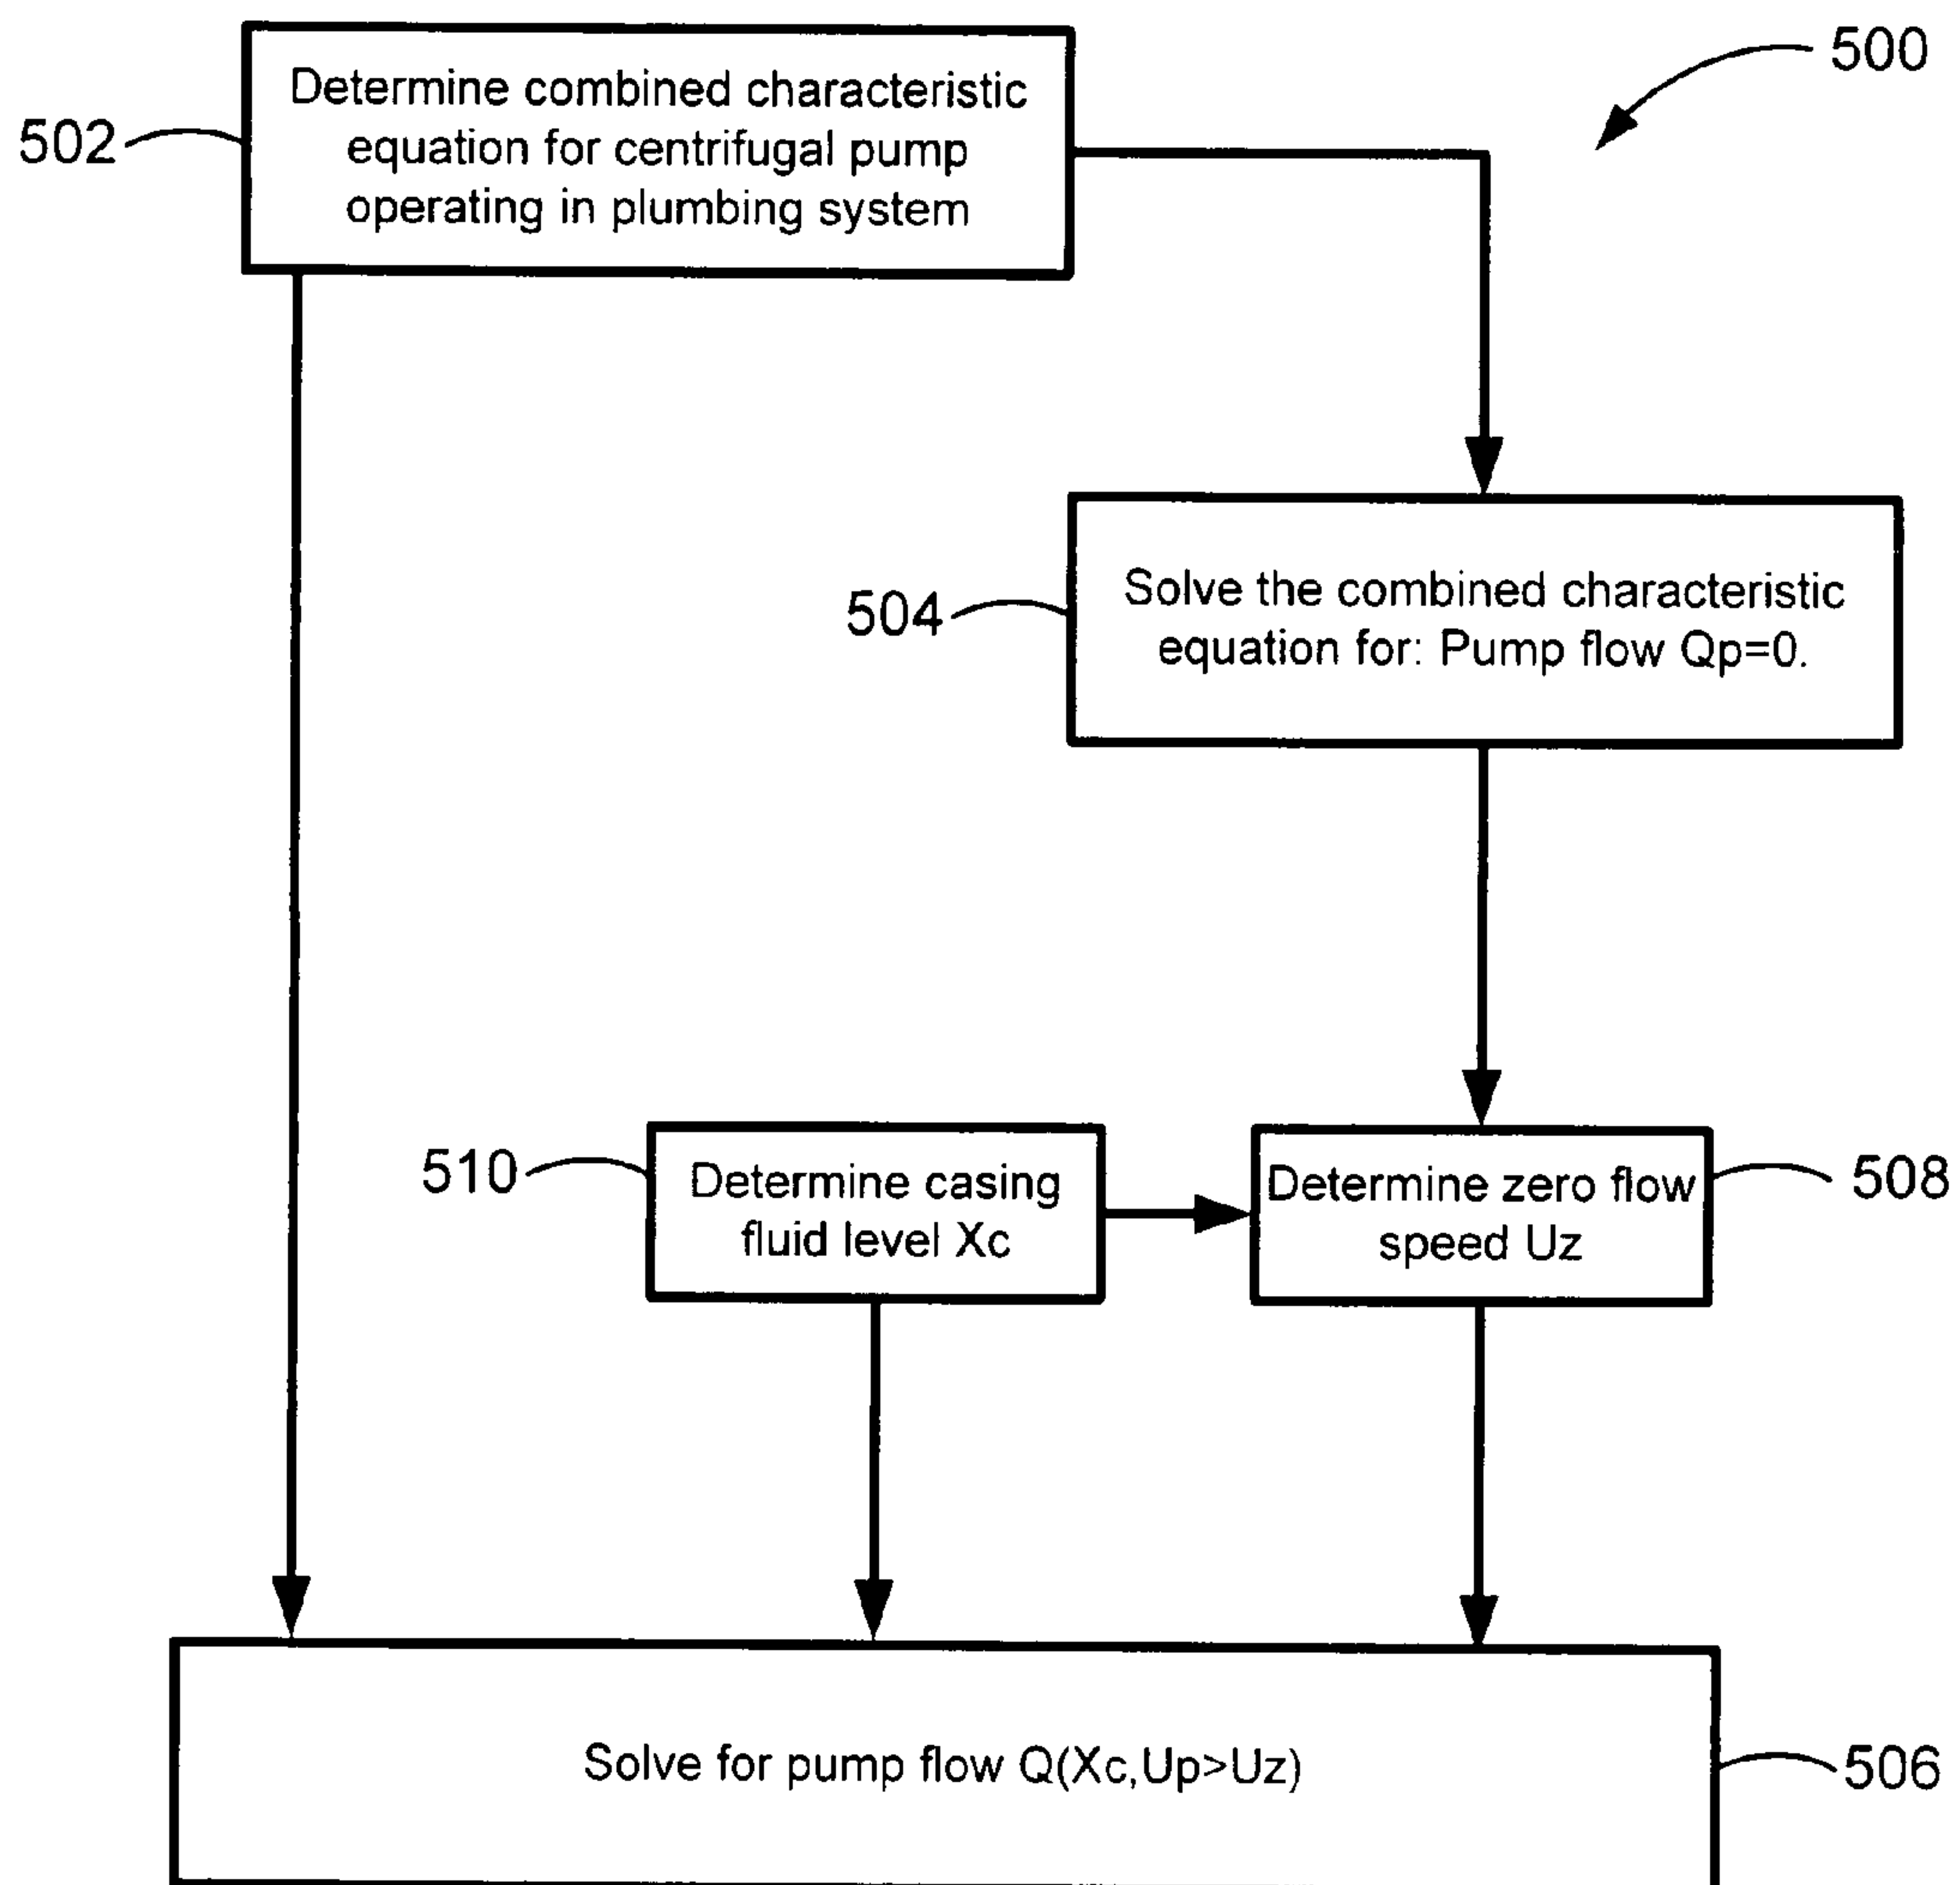 500
Determine combined characteristic
equation for centrifugal pump
operating in plumbing system
502
Solve the combined characteristic
equation for: Pump flow Qp=0.
504
510
Determine casing
fluid level Xc
Determine zero flow
speed Uz
508
Solve for pump flow Q(Xc,Up>Uz)
506